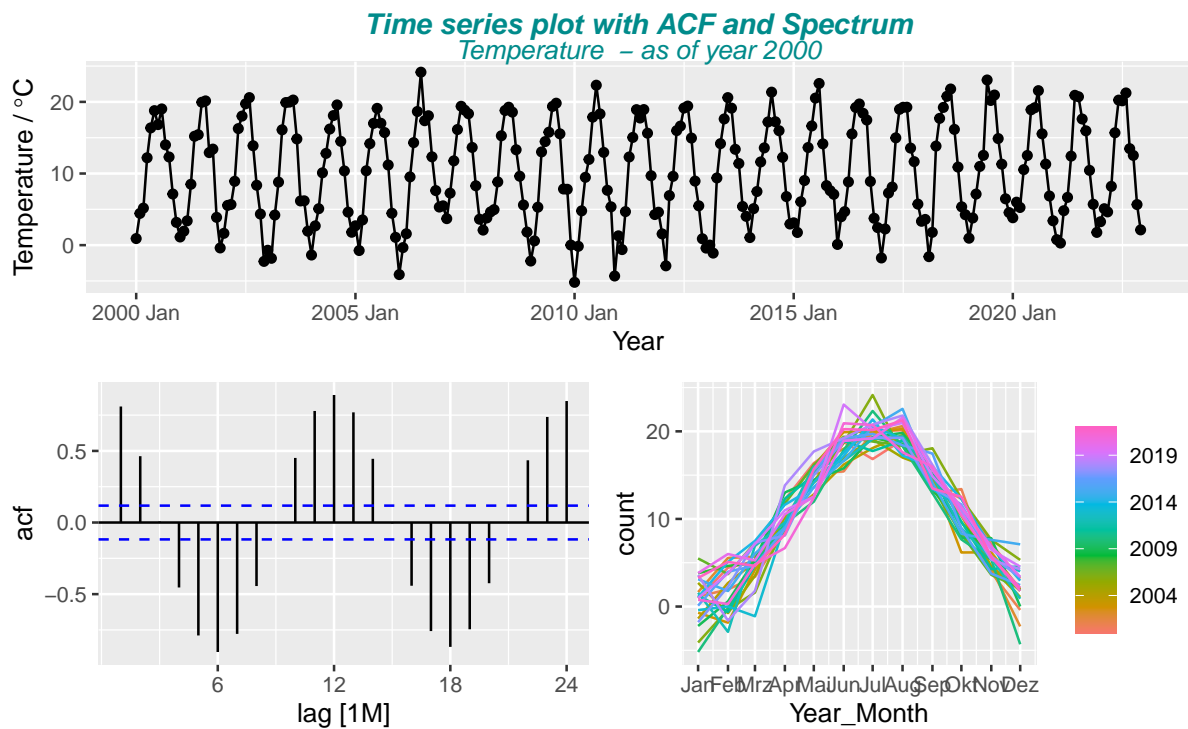 Time series plot with ACF and Spectrum
Temperature – as of year 2000
Temperature / °C
20
10
0
2000 Jan
2005 Jan
2010 Jan
2015 Jan
2020 Jan
Year
acf
0.5
0.0
−0.5
6
12
18
24
lag [1M]
count
20
10
0
Jan
Feb
Mrz
Apr
Mai
Jun
Jul
Aug
Sep
Okt
Nov
Dez
Year_Month
2019
2014
2009
2004